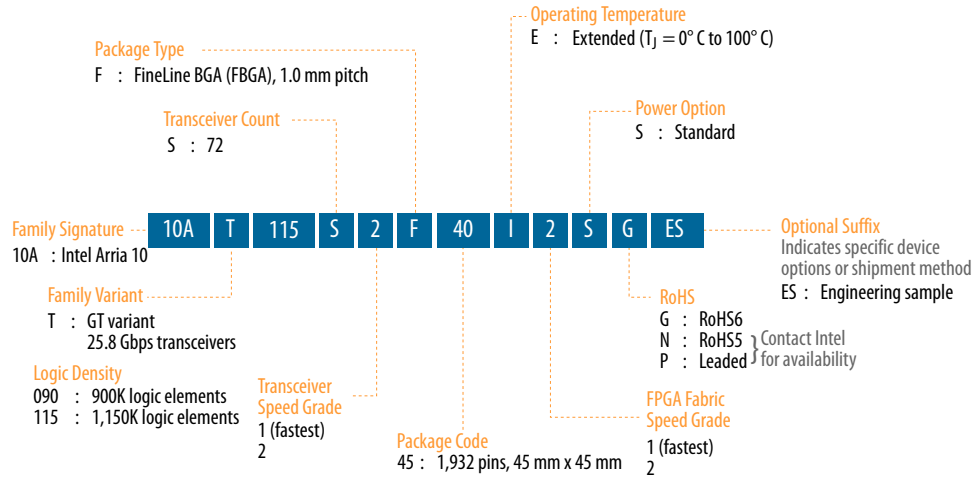 Operating Temperature
E : Extended (TJ = 0° C to 100° C)
Package Type
F : FineLine BGA (FBGA), 1.0 mm pitch
Transceiver Count
S : 72
Power Option
S : Standard
Family Signature
10A : Intel Arria 10
10A T 115 S 2 F 40 I 2 S G ES
Optional Suffix
Indicates specific device
options or shipment method
ES : Engineering sample
Family Variant
T : GT variant
25.8 Gbps transceivers
RoHS
G : RoHS6
N : RoHS5
P : Leaded
} Contact Intel
for availability
Logic Density
090 : 900K logic elements
115 : 1,150K logic elements
Transceiver
Speed Grade
1 (fastest)
2
Package Code
45 : 1,932 pins, 45 mm x 45 mm
FPGA Fabric
Speed Grade
1 (fastest)
2